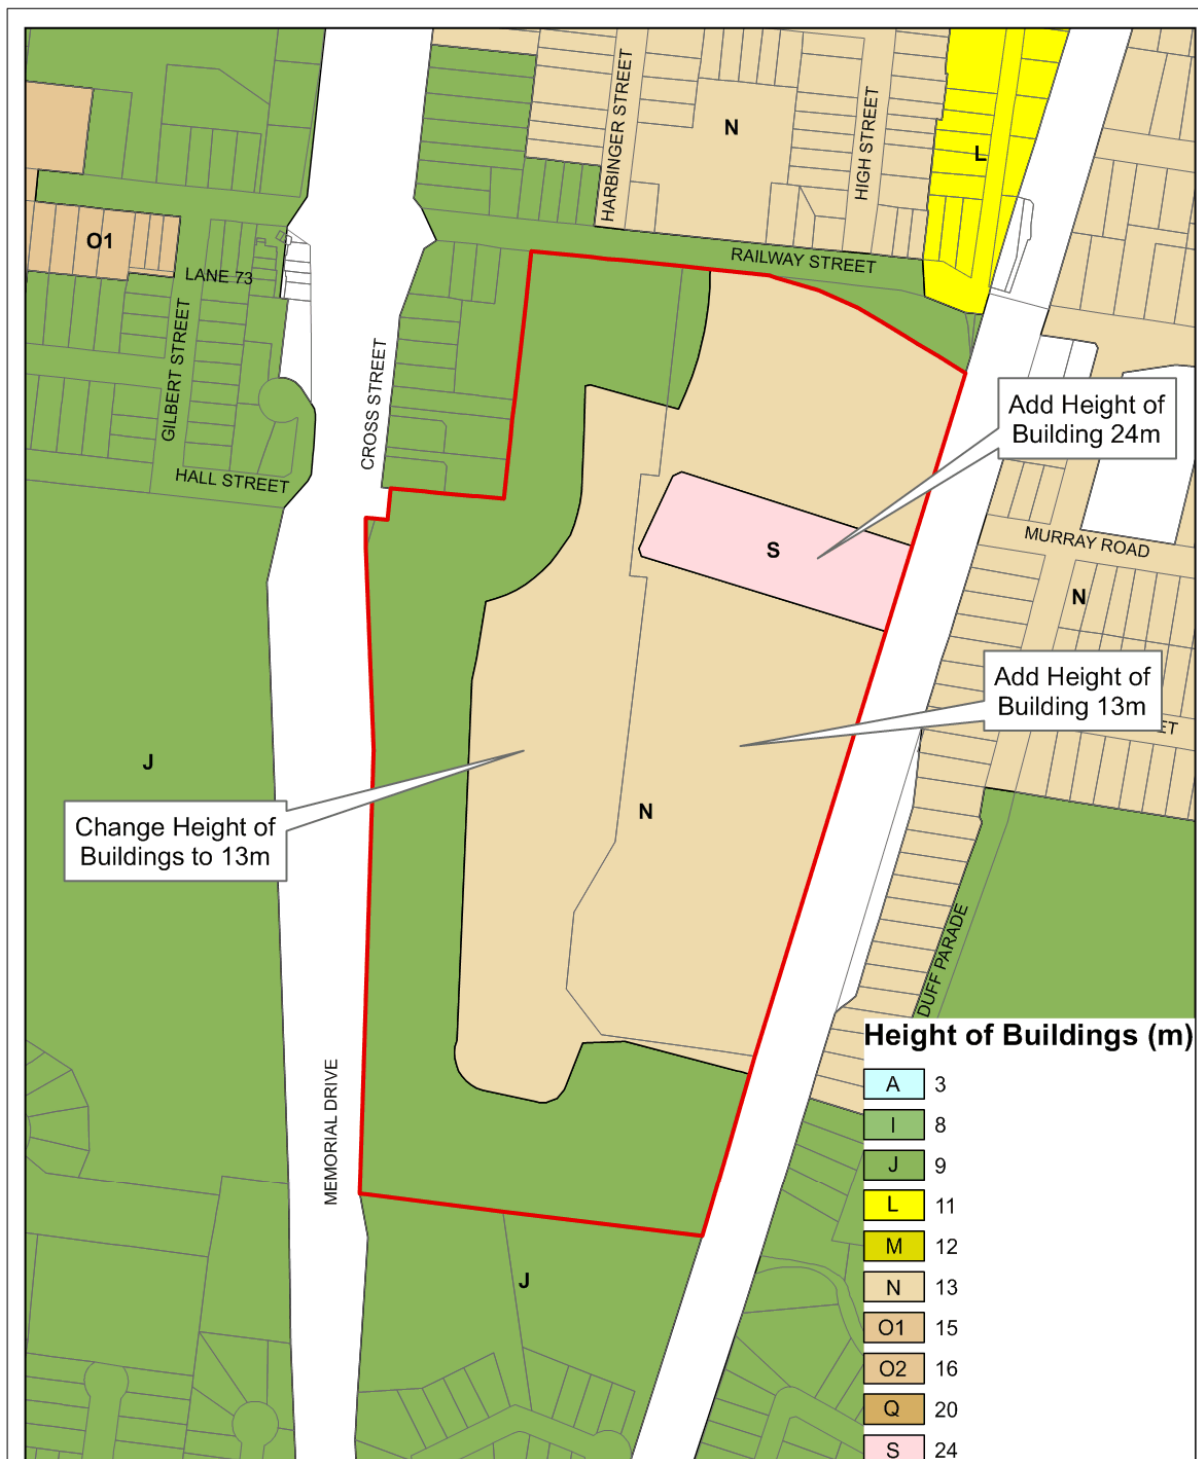 HARBINGER STREET
N
HIGH STREET
L
O1
LANE 73
RAILWAY STREET
GILBERT STREET
CROSS STREET
HALL STREET
Add Height of
Building 24m
S
MURRAY ROAD
N
Add Height of
Building 13m
ET
J
Change Height of
Buildings to 13m
N
DUFF PARADE
MEMORIAL DRIVE
J
Height of Buildings (m)
A 3
I 8
J 9
L 11
M 12
N 13
O1 15
O2 16
Q 20
S 24